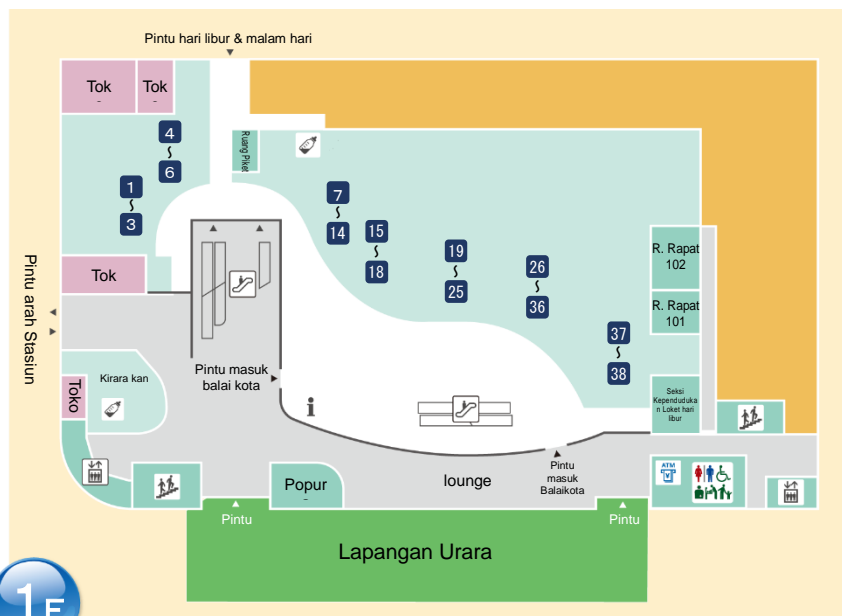 Pintu hari libur & malam hari
Tok
-
Tok
-
4
6
1
3
Ruang Piket
7
14
15
18
19
25
26
36
37
38
R. Rapat
102
R. Rapat
101
Tok
Pintu arah Stasiun
Pintu masuk
balai kota
Kirara kan
Toko
i
Seksi
Kependuduka
n Loket hari
libur
Popur
-
lounge
Pintu
masuk
Balaikota
ATM
¥
Pintu
Pintu
Lapangan Urara
1F